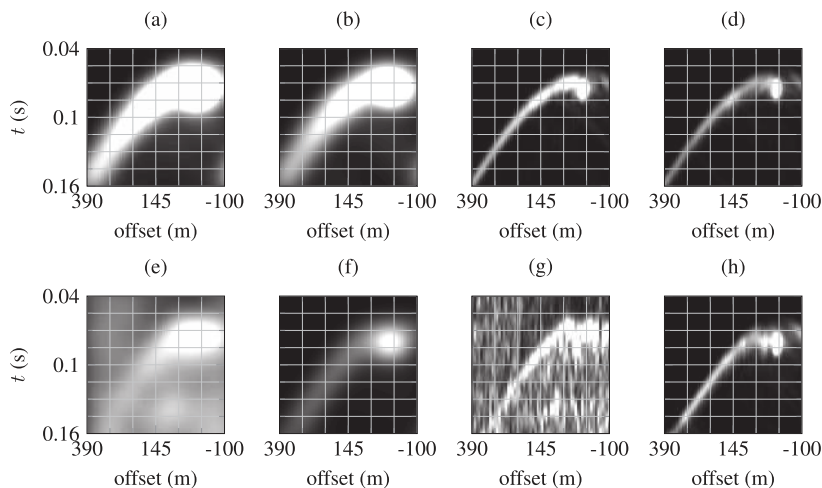 (a) (b) (c) (d)
0.04
t (s)
0.1
0.16
390 145 -100 390 145 -100 390 145 -100 390 145 -100
offset (m) offset (m) offset (m) offset (m)
(e) (f) (g) (h)
0.04
t (s)
0.1
0.16
390 145 -100 390 145 -100 390 145 -100 390 145 -100
offset (m) offset (m) offset (m) offset (m)